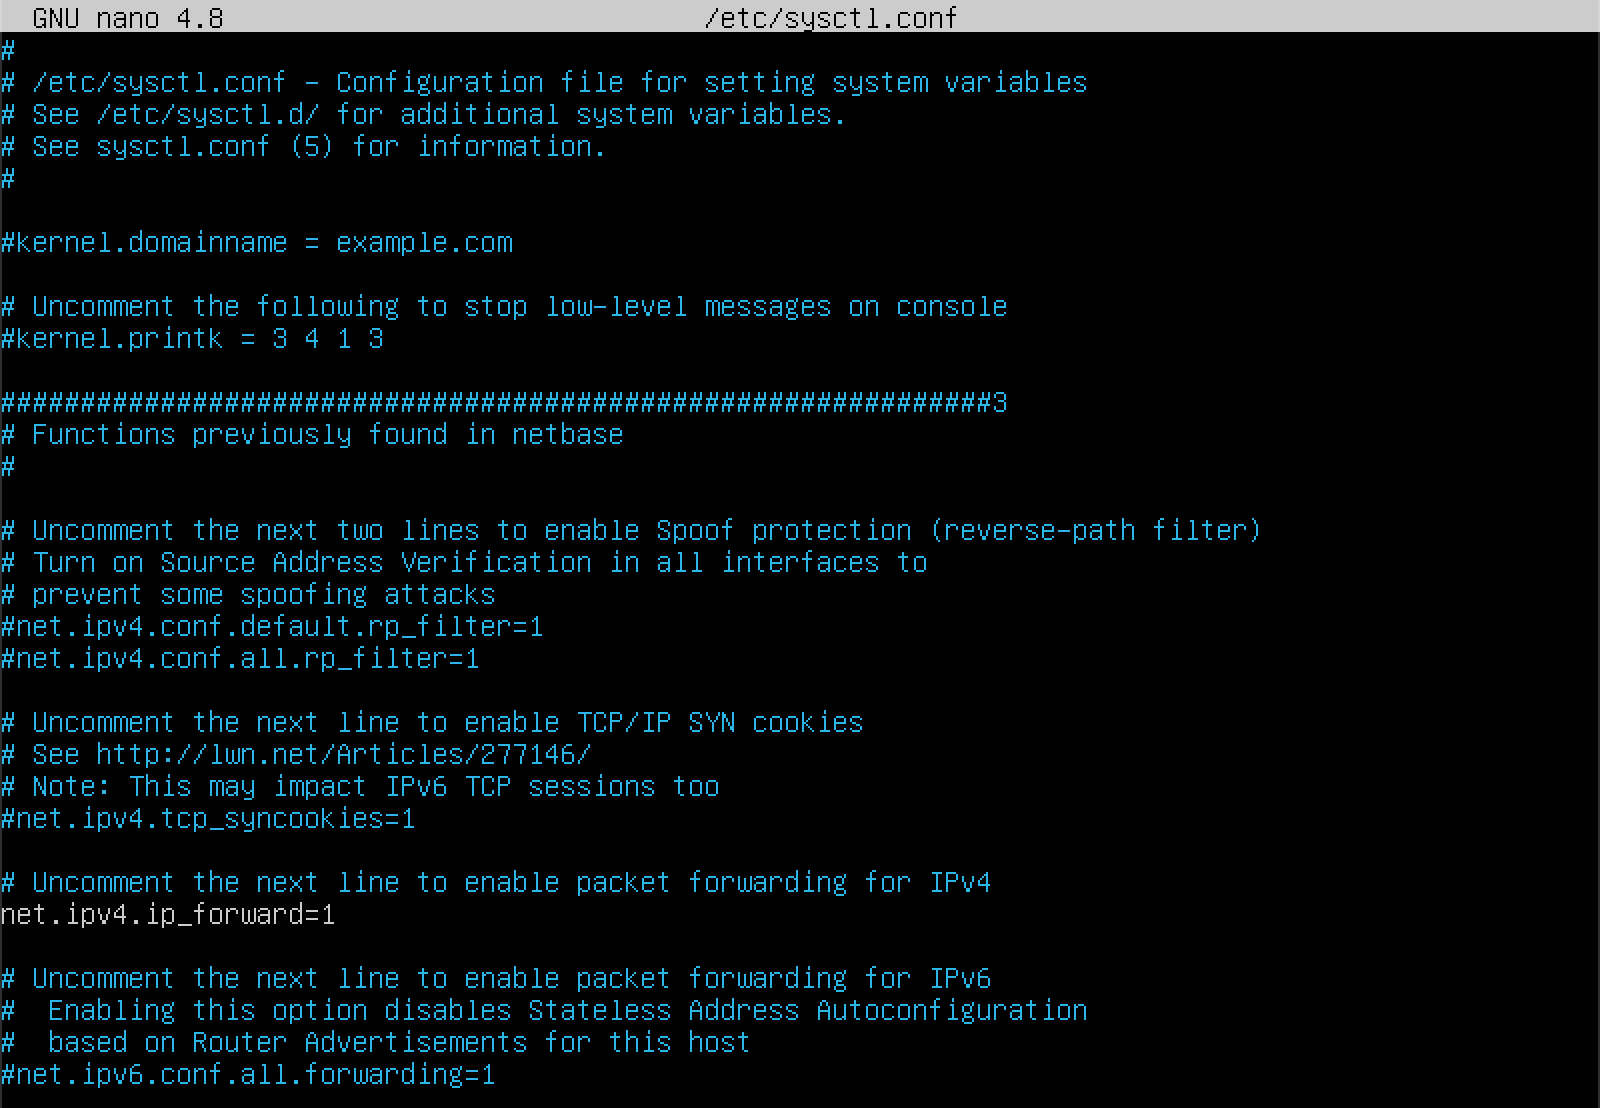 GNU nano 4.8 /etc/sysctl.conf
#
# /etc/sysctl.conf - Configuration file for setting system variables
# See /etc/sysctl.d/ for additional system variables.
# See sysctl.conf (5) for information.
#
#kernel.domainname = example.com
# Uncomment the following to stop low-level messages on console
#kernel.printk = 3 4 1 3
##############################################################3
# Functions previously found in netbase
#
# Uncomment the next two lines to enable Spoof protection (reverse-path filter)
# Turn on Source Address Verification in all interfaces to
# prevent some spoofing attacks
#net.ipv4.conf.default.rp_filter=1
#net.ipv4.conf.all.rp_filter=1
# Uncomment the next line to enable TCP/IP SYN cookies
# See http://lwn.net/Articles/277146/
# Note: This may impact IPv6 TCP sessions too
#net.ipv4.tcp_syncookies=1
# Uncomment the next line to enable packet forwarding for IPv4
net.ipv4.ip_forward=1
# Uncomment the next line to enable packet forwarding for IPv6
#  Enabling this option disables Stateless Address Autoconfiguration
#  based on Router Advertisements for this host
#net.ipv6.conf.all.forwarding=1